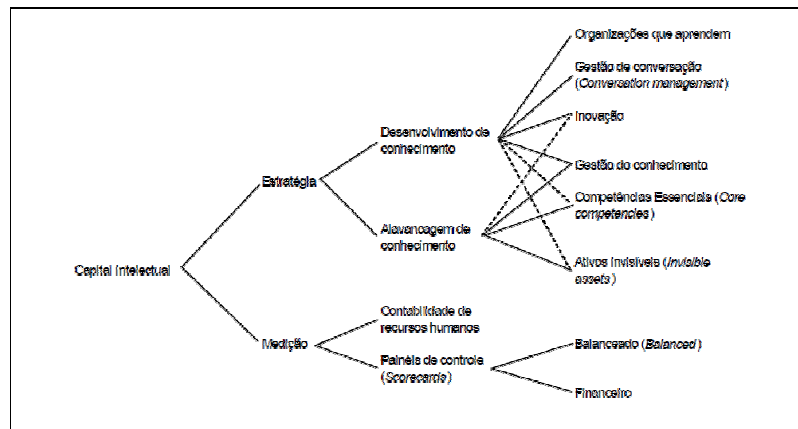 Organizações que aprendem
Gestão de conversação
(Conversation management)
Inovação
Desenvolvimento de
conhecimento
Gestão do conhecimento
Estratégia
Competências Essenciais (Core
competencies)
Alavancagem de
conhecimento
Ativos Invisíveis (Invisible
assets)
Capital Intelectual
Contabilidade de
recursos humanos
Medição
Balanceado (Balanced)
Painéis de controle
(Scorecards)
Financeiro